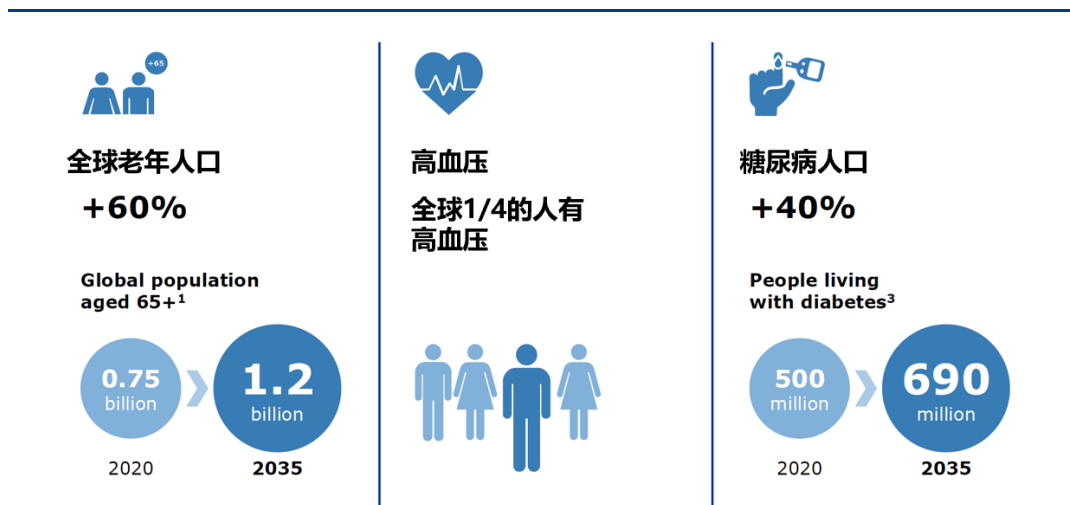 +65
全球老年人口
+60%
Global population
aged 65+¹
0.75
billion
1.2
billion
2020
2035
高血压
全球1/4的人有
高血压
糖尿病人口
+40%
People living
with diabetes³
500
million
690
million
2020
2035